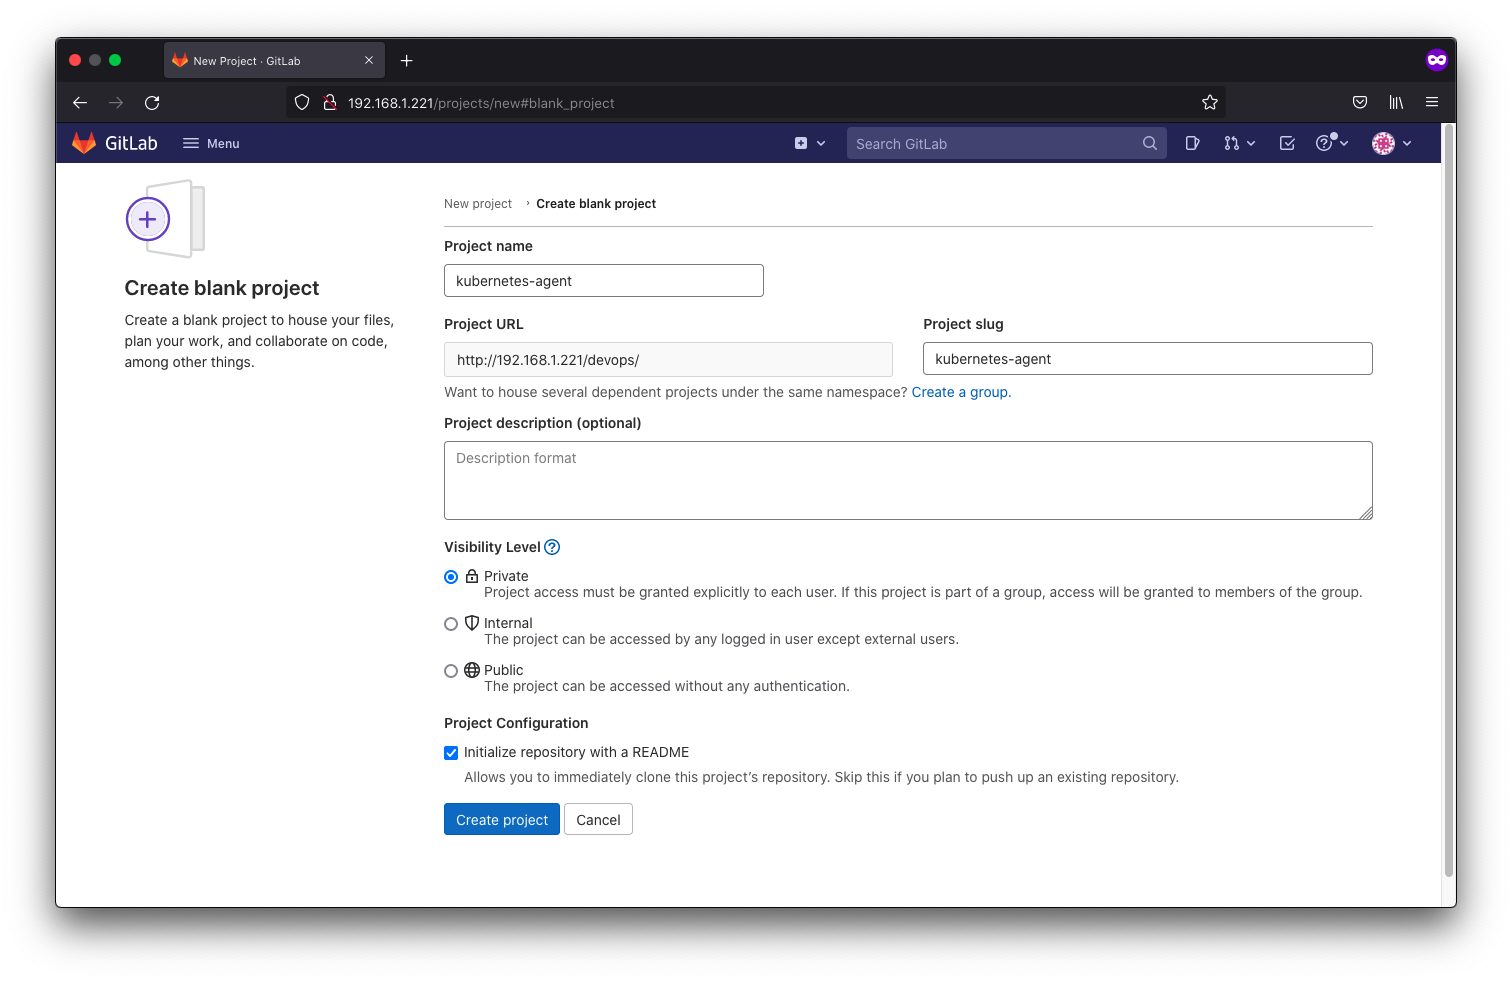 New Project · GitLab
192.168.1.221/projects/new#blank_project
GitLab
Menu
Search GitLab
New project › Create blank project
Create blank project
Create a blank project to house your files,
plan your work, and collaborate on code,
among other things.
Project name
kubernetes-agent
Project URL
Project slug
http://192.168.1.221/devops/
kubernetes-agent
Want to house several dependent projects under the same namespace? Create a group.
Project description (optional)
Description format
Visibility Level
Private
Project access must be granted explicitly to each user. If this project is part of a group, access will be granted to members of the group.
Internal
The project can be accessed by any logged in user except external users.
Public
The project can be accessed without any authentication.
Project Configuration
Initialize repository with a README
Allows you to immediately clone this project's repository. Skip this if you plan to push up an existing repository.
Create project
Cancel